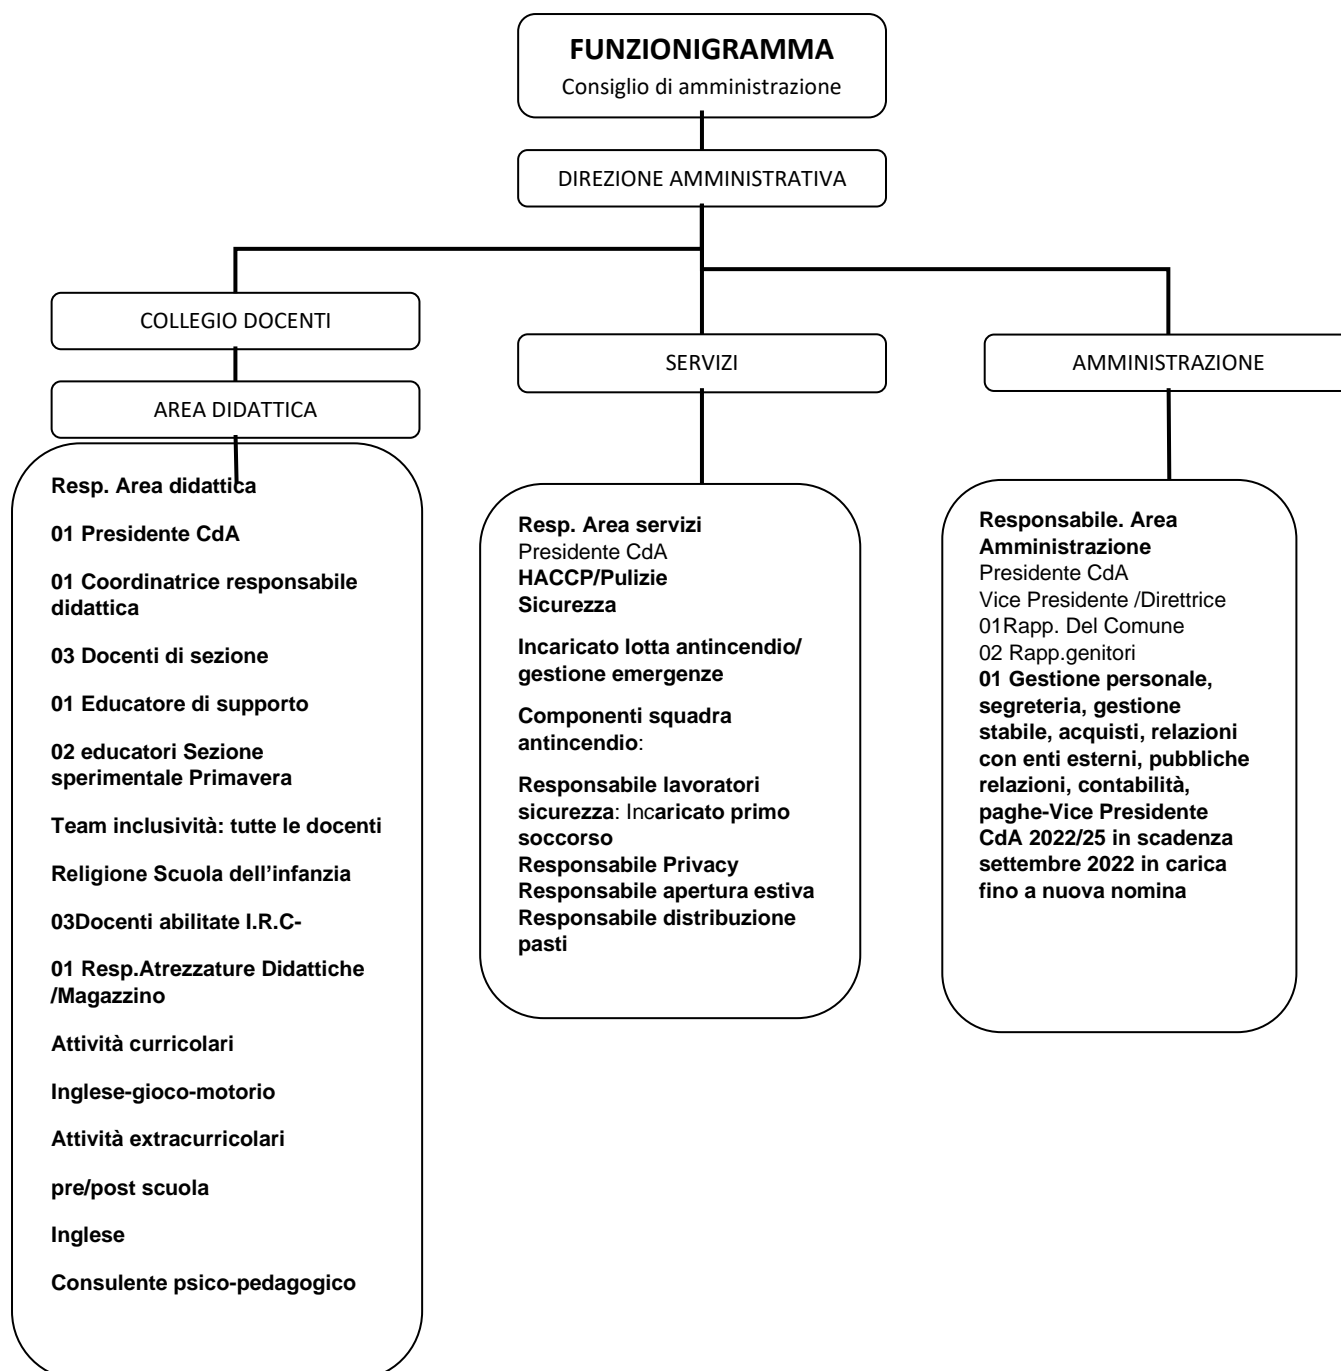 FUNZIONIGRAMMA
Consiglio di amministrazione
DIREZIONE AMMINISTRATIVA
COLLEGIO DOCENTI
AREA DIDATTICA
Resp. Area didattica
01 Presidente CdA
01 Coordinatrice responsabile
didattica
03 Docenti di sezione
01 Educatore di supporto
02 educatori Sezione
sperimentale Primavera
Team inclusività: tutte le docenti
Religione Scuola dell’infanzia
03Docenti abilitate I.R.C-
01 Resp.Atrezzature Didattiche
/Magazzino
Attività curricolari
Inglese-gioco-motorio
Attività extracurricolari
pre/post scuola
Inglese
Consulente psico-pedagogico
SERVIZI
Resp. Area servizi
Presidente CdA
HACCP/Pulizie
Sicurezza
Incaricato lotta antincendio/
gestione emergenze
Componenti squadra
antincendio:
Responsabile lavoratori
sicurezza: Incaricato primo
soccorso
Responsabile Privacy
Responsabile apertura estiva
Responsabile distribuzione
pasti
AMMINISTRAZIONE
Responsabile. Area
Amministrazione
Presidente CdA
Vice Presidente /Direttrice
01Rapp. Del Comune
02 Rapp.genitori
01 Gestione personale,
segreteria, gestione
stabile, acquisti, relazioni
con enti esterni, pubbliche
relazioni, contabilità,
paghe-Vice Presidente
CdA 2022/25 in scadenza
settembre 2022 in carica
fino a nuova nomina